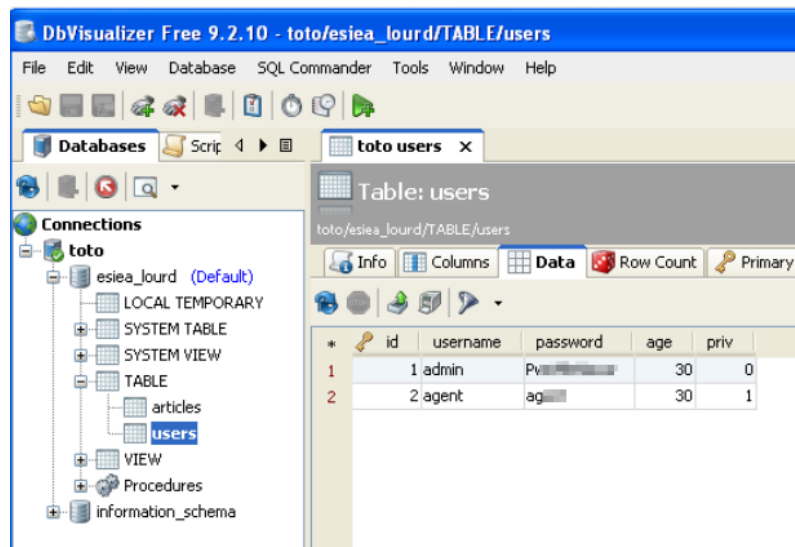 DbVisualizer Free 9.2.10 - toto/esiea_lourd/TABLE/users
File Edit View Database SQL Commander Tools Window Help
Databases Scrip
toto users x
Table: users
toto/esiea_lourd/TABLE/users
Connections
toto
esiea_lourd (Default)
LOCAL TEMPORARY
SYSTEM TABLE
SYSTEM VIEW
TABLE
articles
users
VIEW
Procedures
information_schema
Info Columns Data Row Count Primary
* id username password age priv
1 1 admin 30 0
2 2 agent 30 1